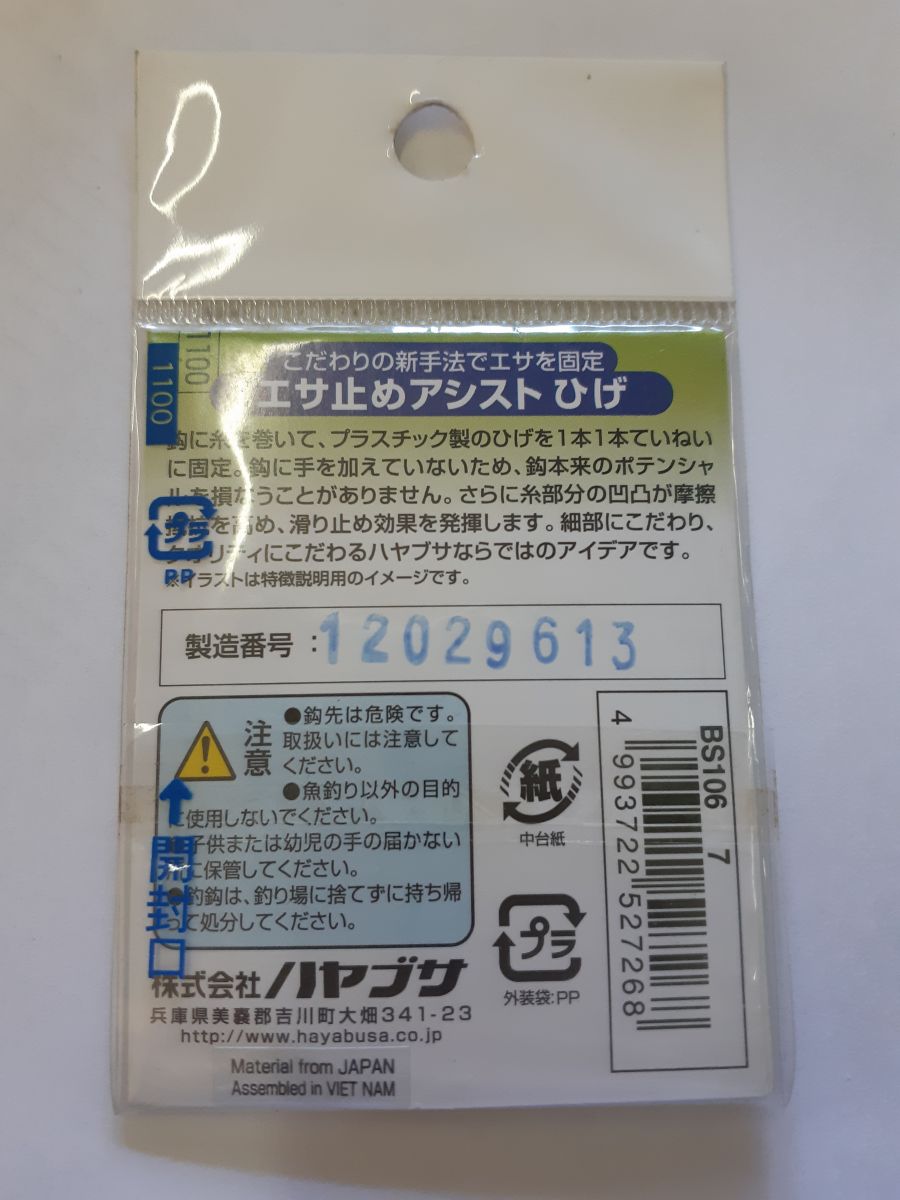 1100
1100
こだわりの新手法でエサを固定
エサ止めアシスト ひげ
鈎に糸を巻いて、プラスチック製のひげを1本1本ていねい
に固定。鈎に手を加えていないため、鈎本来のポテンシャ
ルを損なうことがありません。さらに糸部分の凹凸が摩擦
を高め、滑り止め効果を発揮します。細部にこだわり、
クオリティにこだわるハヤブサならではのアイデアです。
※イラストは特徴説明用のイメージです。
プラ
PP
製造番号 :12029613
注意
●鈎先は危険です。
取扱いには注意して
ください。
●魚釣り以外の目的
に使用しないでください。
子供または幼児の手の届かない
に保管してください。
●釣鈎は、釣り場に捨てずに持ち帰
って処分してください。
開封口
紙
中台紙
プラ
外装袋:PP
BS106 7
4 993722 527268
株式会社 ハヤブサ
兵庫県美嚢郡吉川町大畑341-23
http://www.hayabusa.co.jp
Material from JAPAN
Assembled in VIET NAM